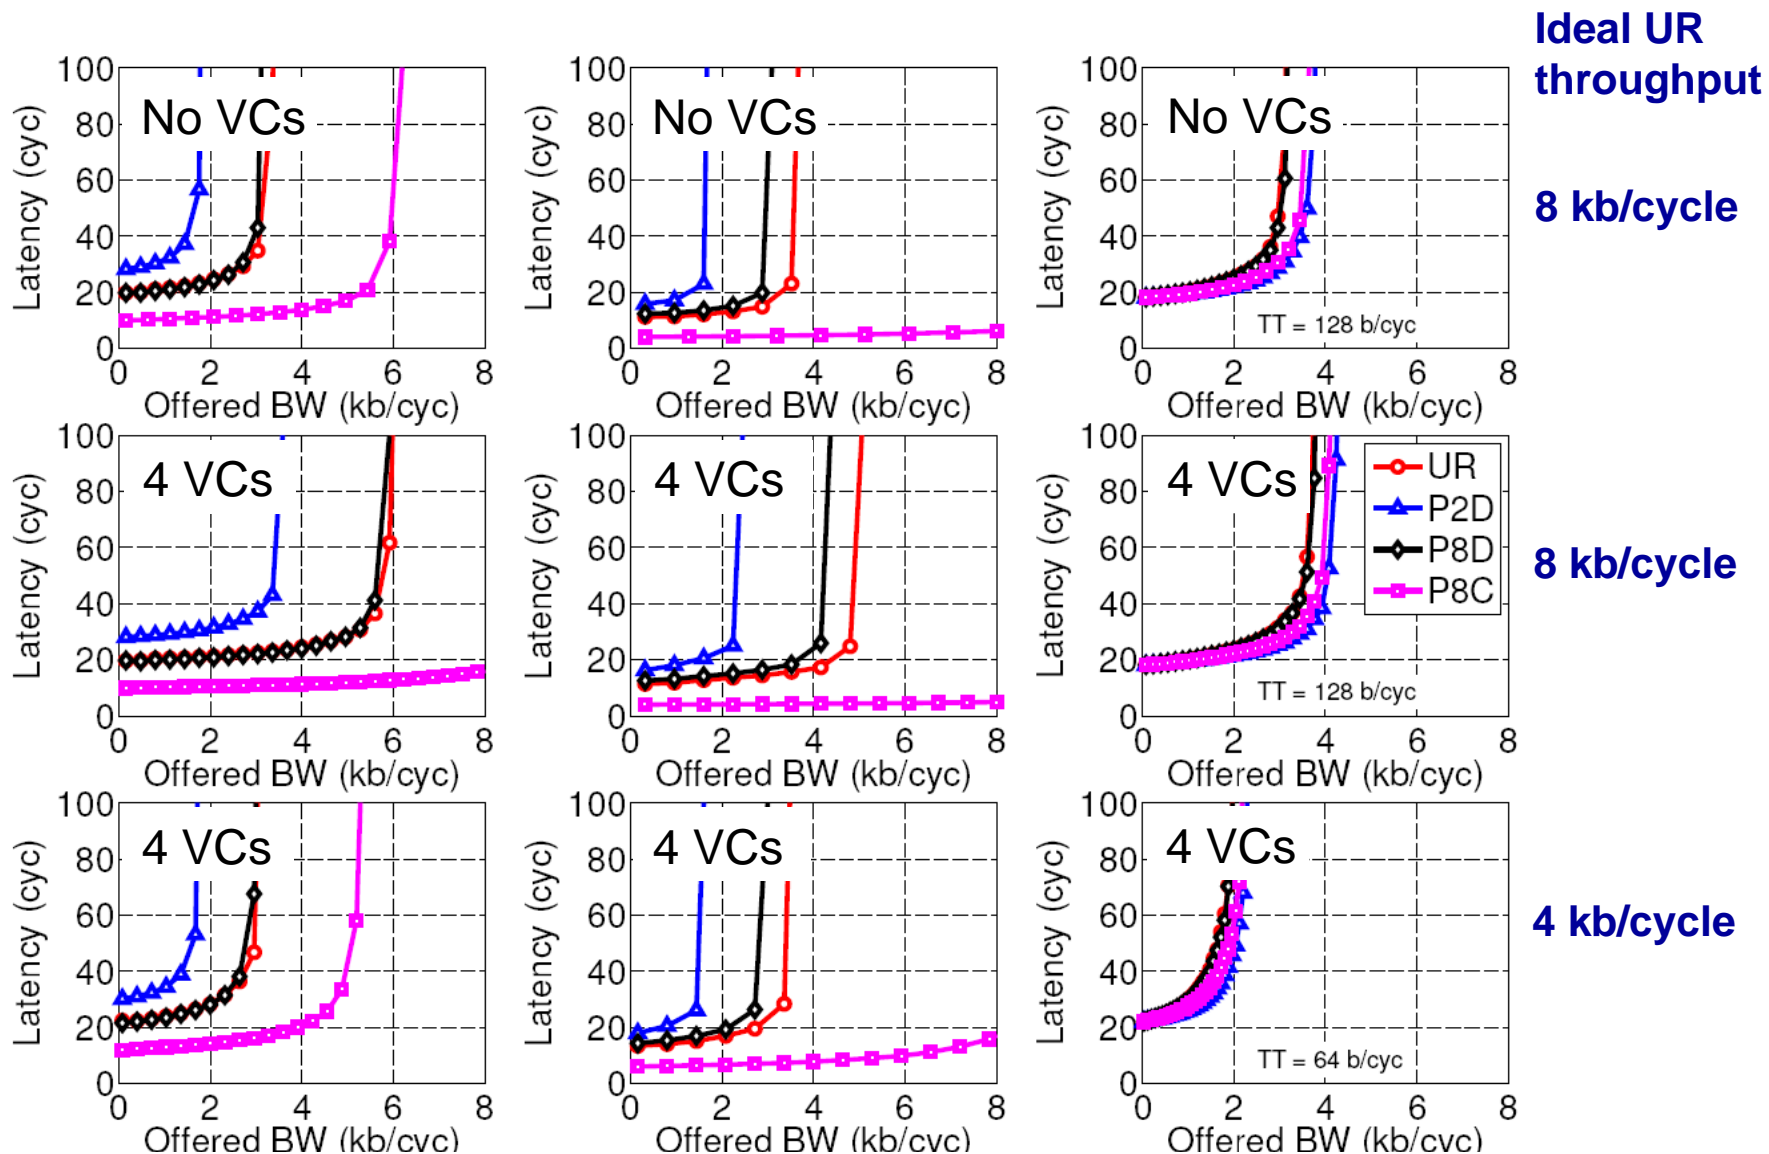 Ideal UR
throughput
100
80
60
40
20
0
Latency (cyc)
No VCs
0 2 4 6 8
Offered BW (kb/cyc)
100
80
60
40
20
0
Latency (cyc)
No VCs
0 2 4 6 8
Offered BW (kb/cyc)
100
80
60
40
20
0
Latency (cyc)
No VCs
TT = 128 b/cyc
0 2 4 6 8
Offered BW (kb/cyc)
8 kb/cycle
100
80
60
40
20
0
Latency (cyc)
4 VCs
0 2 4 6 8
Offered BW (kb/cyc)
100
80
60
40
20
0
Latency (cyc)
4 VCs
0 2 4 6 8
Offered BW (kb/cyc)
100
80
60
40
20
0
Latency (cyc)
4 VCs
UR
P2D
P8D
P8C
TT = 128 b/cyc
0 2 4 6 8
Offered BW (kb/cyc)
8 kb/cycle
100
80
60
40
20
0
Latency (cyc)
4 VCs
0 2 4 6 8
Offered BW (kb/cyc)
100
80
60
40
20
0
Latency (cyc)
4 VCs
0 2 4 6 8
Offered BW (kb/cyc)
100
80
60
40
20
0
Latency (cyc)
4 VCs
TT = 64 b/cyc
0 2 4 6 8
Offered BW (kb/cyc)
4 kb/cycle